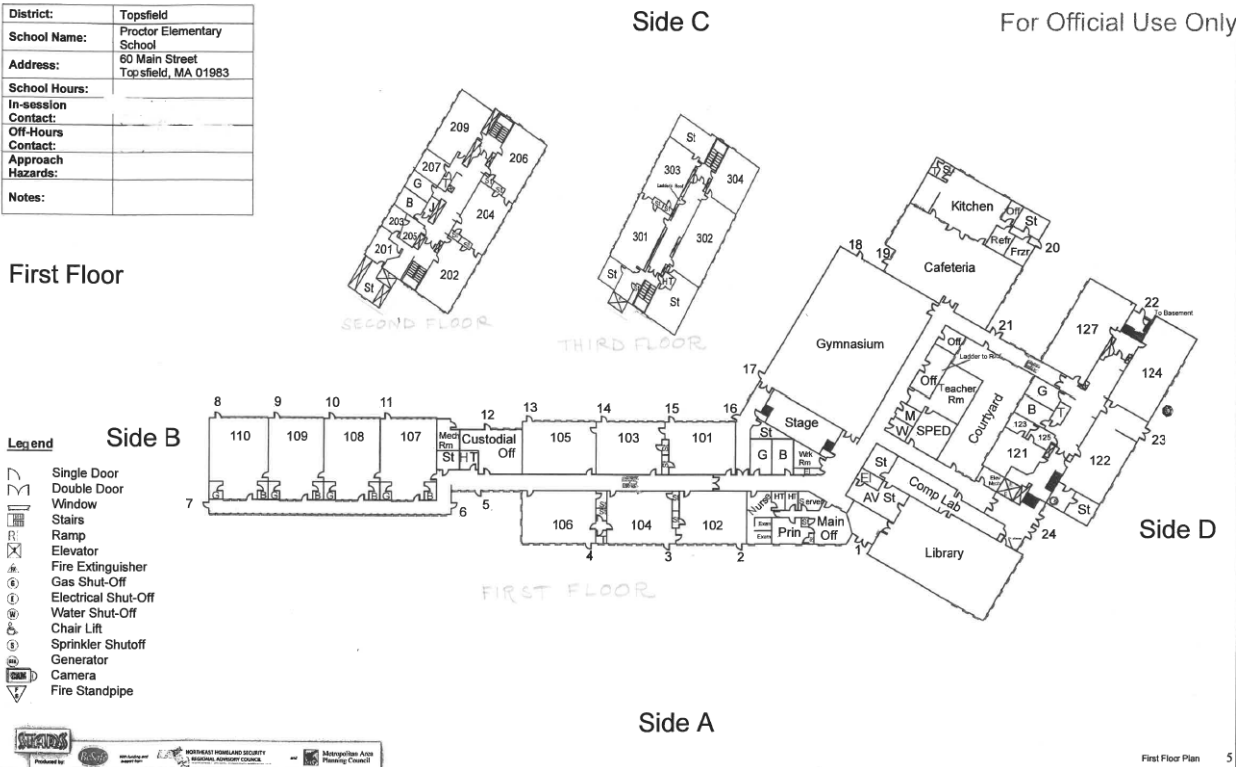 District: Topsfield
School Name: Proctor Elementary
School
Address: 60 Main Street
Topsfield, MA 01983
School Hours:
In-session
Contact:
Off-Hours
Contact:
Approach
Hazards:
Notes:
Side C
For Official Use Only
First Floor
209
206
207
G
B
204
203
205
201
202
St
SECOND FLOOR
St
303
304
301
302
St
St
THIRD FLOOR
Kitchen
Off
St
Refr
Frzr
20
18
19
Cafeteria
21
22
To Basement
127
124
Gymnasium
Off
Ladder to Roof
Off
Teacher
Rm
Courtyard
M
W
SPED
G
B
T
123
125
121
122
23
St
17
Stage
Side B
8
9
10
11
12
13
14
15
16
110
109
108
107
Mech
Rm
Custodial
Off
St
HT
105
103
101
St
G
B
Wrk
Rm
7
6
5
106
104
102
Nurse
HT
Server
Exam
Exam
Prin
Main
Off
4
3
2
1
St
El
AV St
Comp Lab
Library
24
Side D
FIRST FLOOR
Legend
Single Door
Double Door
Window
Stairs
Ramp
Elevator
Fire Extinguisher
Gas Shut-Off
Electrical Shut-Off
Water Shut-Off
Chair Lift
Sprinkler Shutoff
Generator
Camera
Fire Standpipe
Side A
Produced by:
NORTHEAST HOMELAND SECURITY
REGIONAL ADVISORY COUNCIL
and
Metropolitan Area
Planning Council
First Floor Plan 5